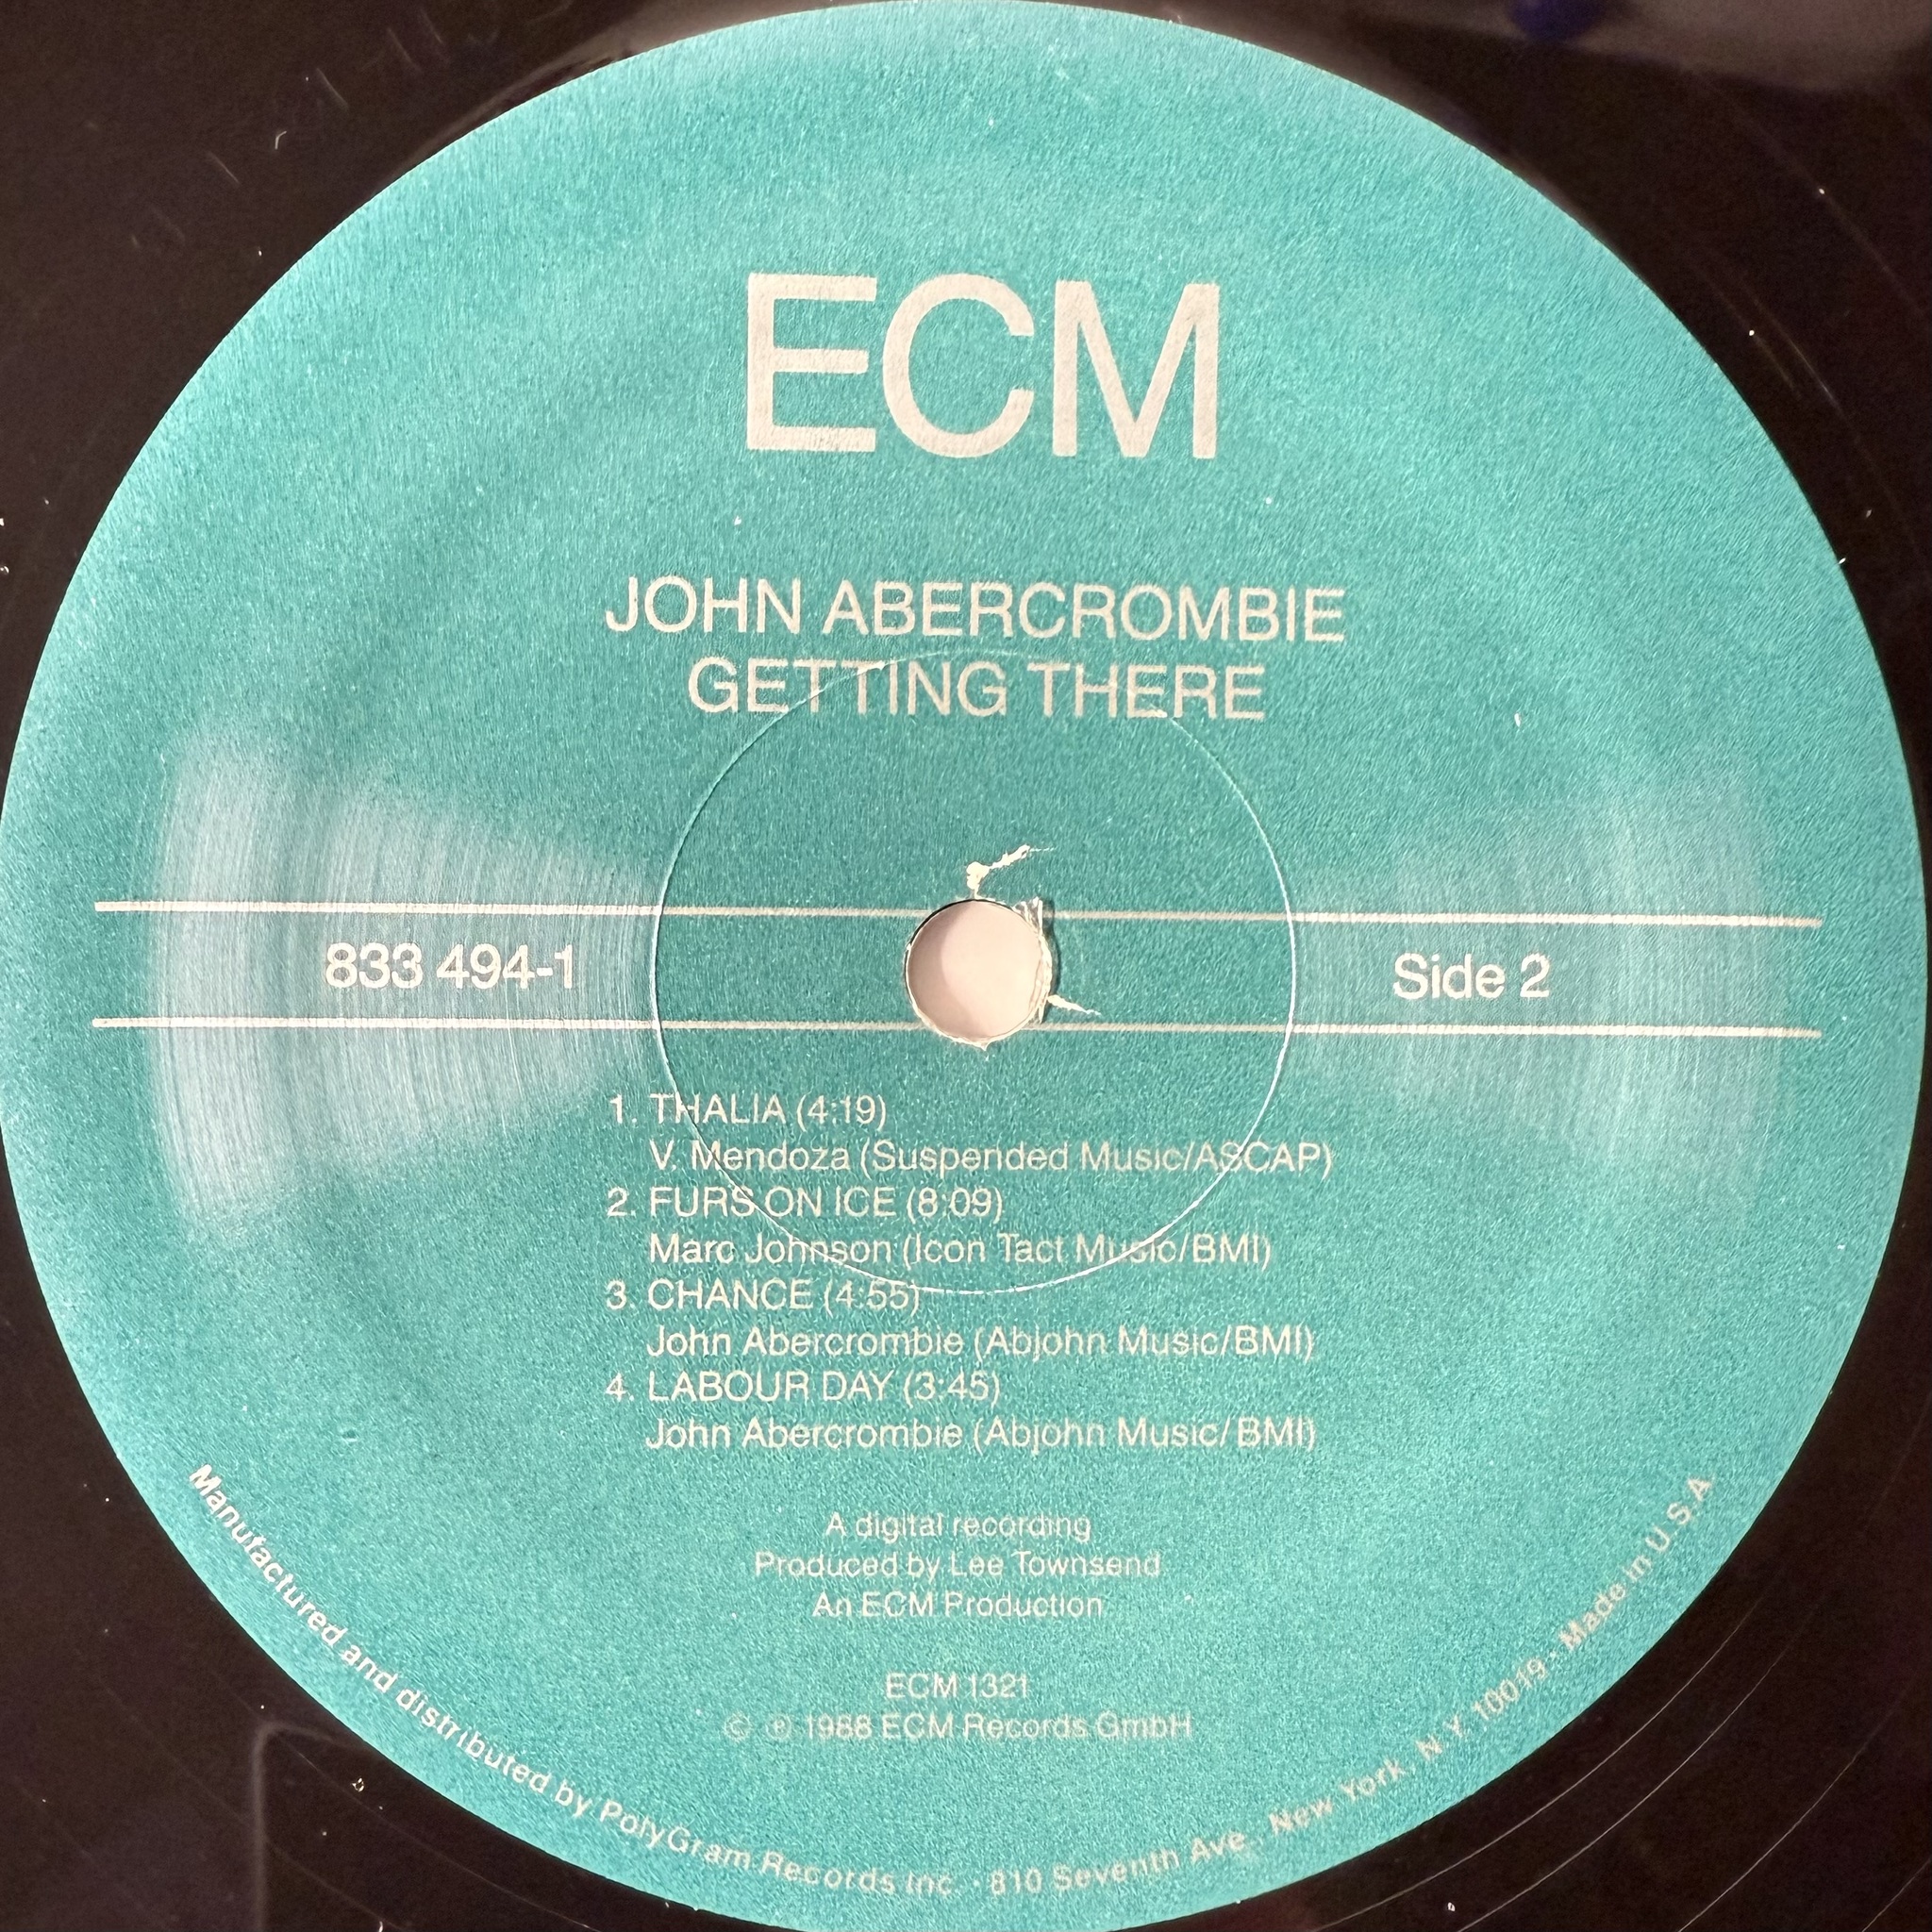 ECM
JOHN ABERCROMBIE
GETTING THERE
833 494-1
Side 2
1. THALIA (4:19)
V. Mendoza (Suspended Music/ASCAP)
2. FURS ON ICE (8:09)
Marc Johnson (Icon Tact Music/BMI)
3. CHANCE (4:55)
John Abercrombie (Abjohn Music/BMI)
4. LABOUR DAY (3:45)
John Abercrombie (Abjohn Music/BMI)
A digital recording
Produced by Lee Townsend
An ECM Production
ECM 1321
© ℗ 1988 ECM Records GmbH
Manufactured and distributed by PolyGram Records Inc. · 810 Seventh Ave., New York, N.Y. 10019 · Made in U.S.A